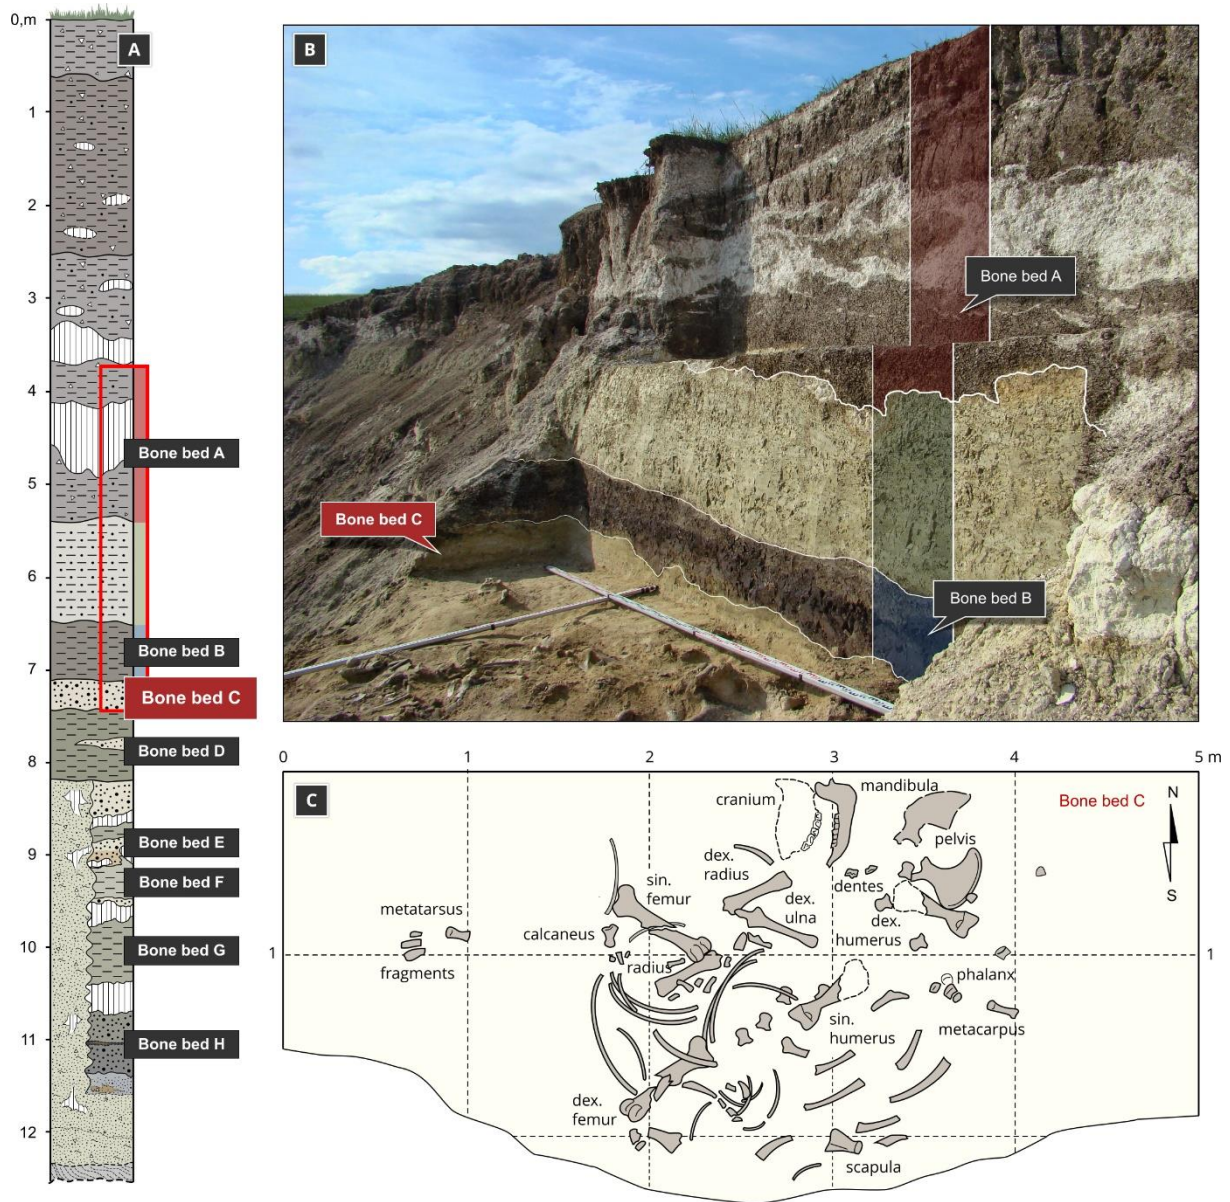 0,m
A
1
2
3
4
Bone bed A
5
6
Bone bed B
7
Bone bed C
Bone bed D
8
Bone bed E
9
Bone bed F
Bone bed G
10
Bone bed H
11
12
B
Bone bed A
Bone bed C
Bone bed B
0
1
2
3
4
5 m
C
Bone bed C
N
S
cranium
mandibula
pelvis
dex.
radius
sin.
femur
dentes
dex.
ulna
dex.
humerus
metatarsus
calcaneus
1
1
fragments
radius
phalanx
sin.
humerus
metacarpus
dex.
femur
scapula